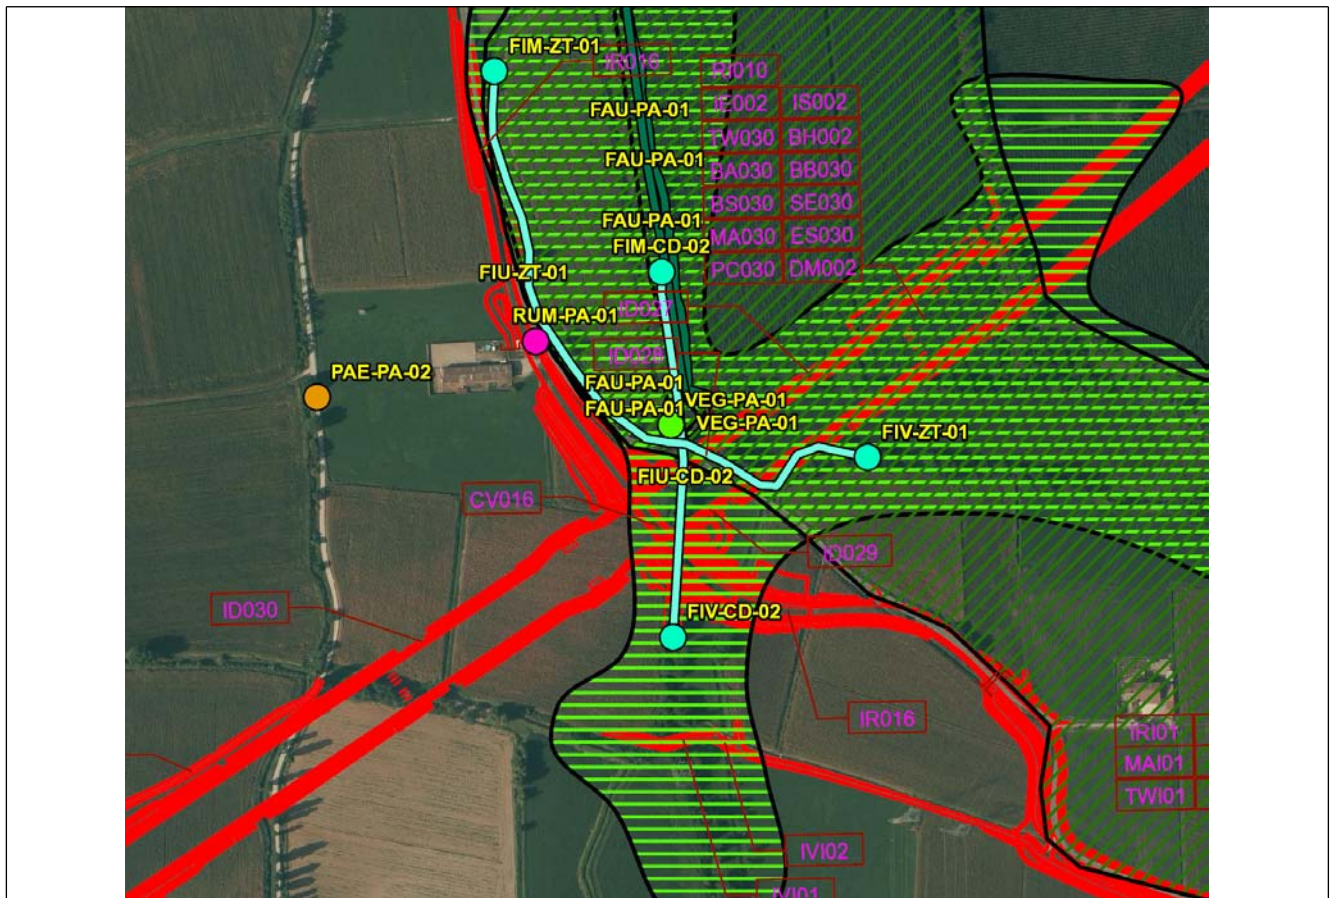 FIM-ZT-01
IR016
RI010
FAU-PA-01
IE002 IS002
TW030 BH002
FAU-PA-01
BA030 BB030
BS030 SE030
FAU-PA-01
MA030 ES030
FIM-CD-02
PC030 DM002
FIU-ZT-01
RUM-PA-01
ID027
ID028
PAE-PA-02
FAU-PA-01
VEG-PA-01
FAU-PA-01
VEG-PA-01
FIV-ZT-01
FIU-CD-02
CV016
ID029
ID030
FIV-CD-02
IR016
IRI01
MAI01
TWI01
IVI02
IVI01